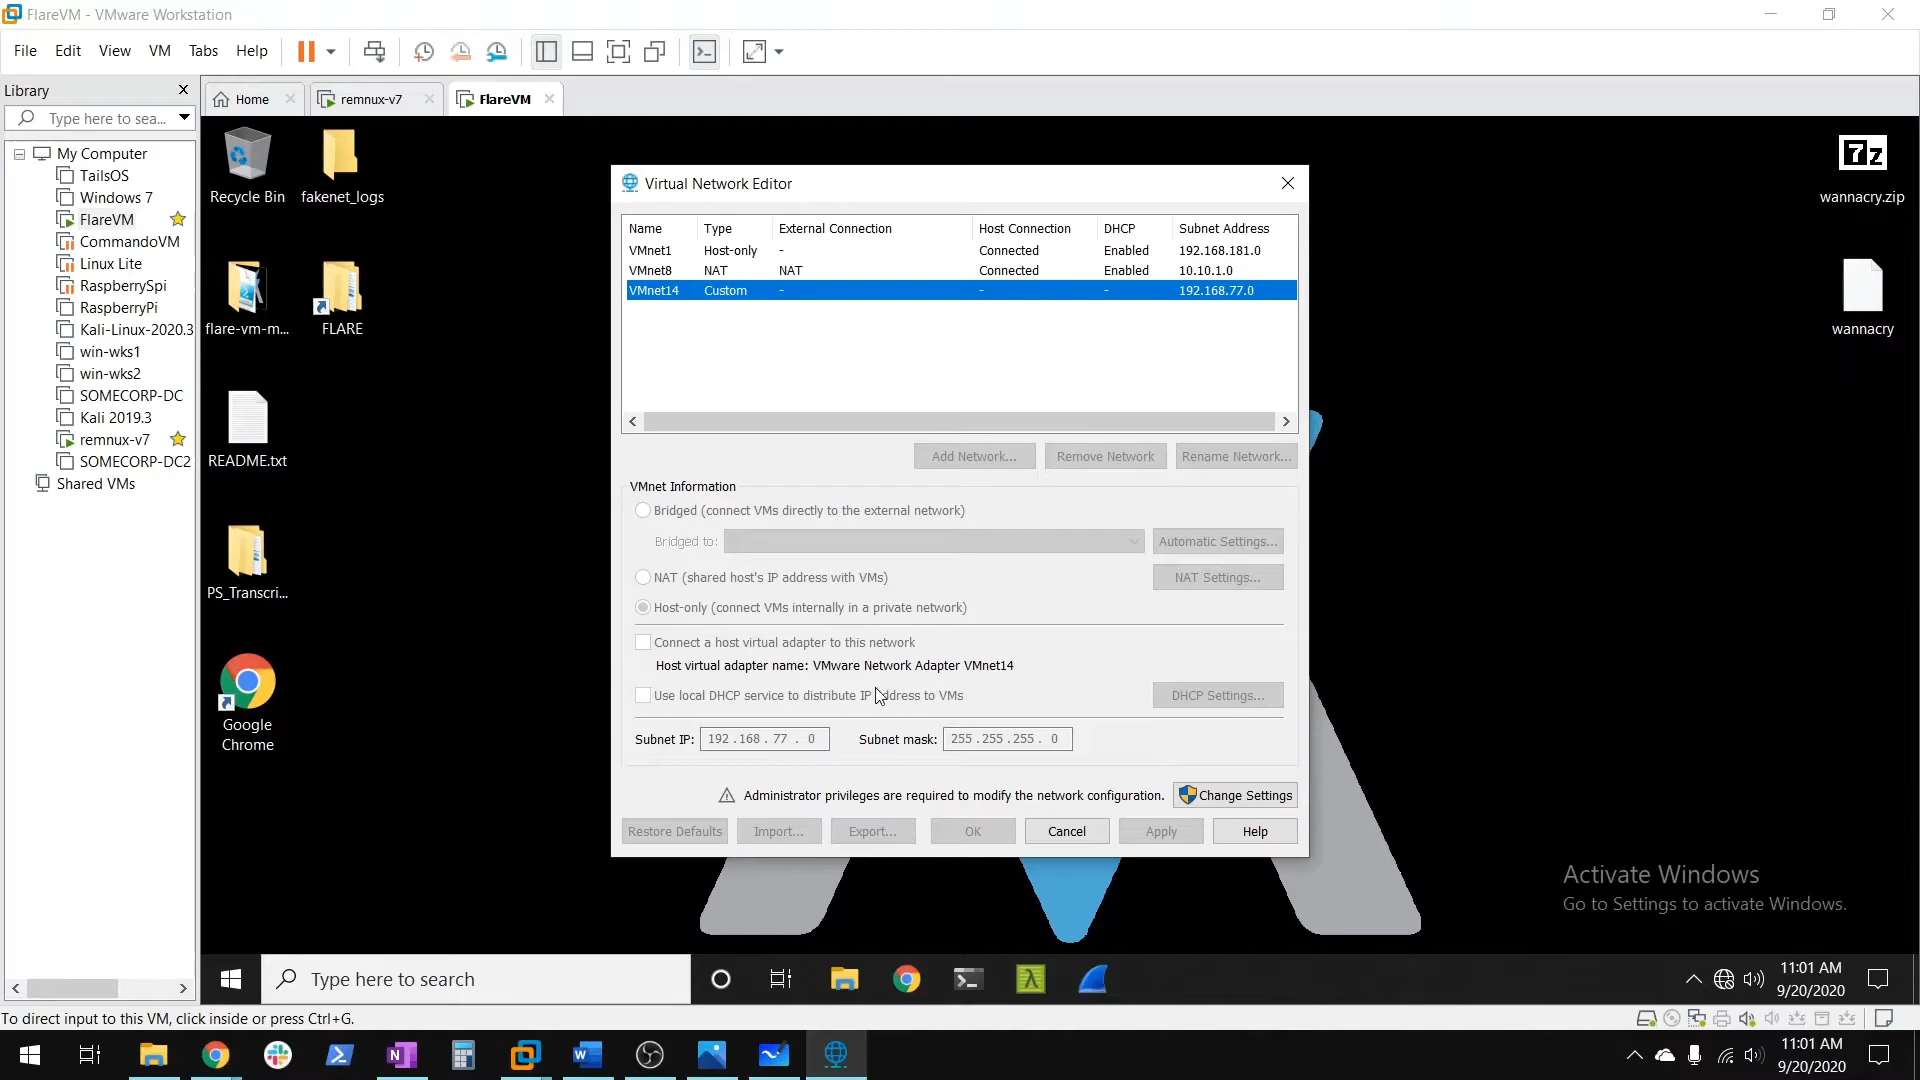 FlareVM - VMware Workstation
File Edit View VM Tabs Help
Library
Type here to sea...
My Computer
TailsOS
Windows 7
FlareVM
CommandoVM
Linux Lite
RaspberrySpi
RaspberryPi
Kali-Linux-2020.3
win-wks1
win-wks2
SOMECORP-DC
Kali 2019.3
remnux-v7
SOMECORP-DC2
Shared VMs
Home
remnux-v7
FlareVM
Recycle Bin
fakenet_logs
flare-vm-m...
FLARE
README.txt
PS_Transcri...
Google
Chrome
7z
wannacry.zip
wannacry
Virtual Network Editor
Name Type External Connection Host Connection DHCP Subnet Address
VMnet1 Host-only - Connected Enabled 192.168.181.0
VMnet8 NAT NAT Connected Enabled 10.10.1.0
VMnet14 Custom - - - 192.168.77.0
Add Network... Remove Network Rename Network...
VMnet Information
Bridged (connect VMs directly to the external network)
Bridged to: Automatic Settings...
NAT (shared host's IP address with VMs) NAT Settings...
Host-only (connect VMs internally in a private network)
Connect a host virtual adapter to this network
Host virtual adapter name: VMware Network Adapter VMnet14
Use local DHCP service to distribute IP address to VMs DHCP Settings...
Subnet IP: 192 . 168 . 77 . 0 Subnet mask: 255 . 255 . 255 . 0
Administrator privileges are required to modify the network configuration. Change Settings
Restore Defaults Import... Export... OK Cancel Apply Help
Activate Windows
Go to Settings to activate Windows.
Type here to search
11:01 AM
9/20/2020
To direct input to this VM, click inside or press Ctrl+G.
11:01 AM
9/20/2020